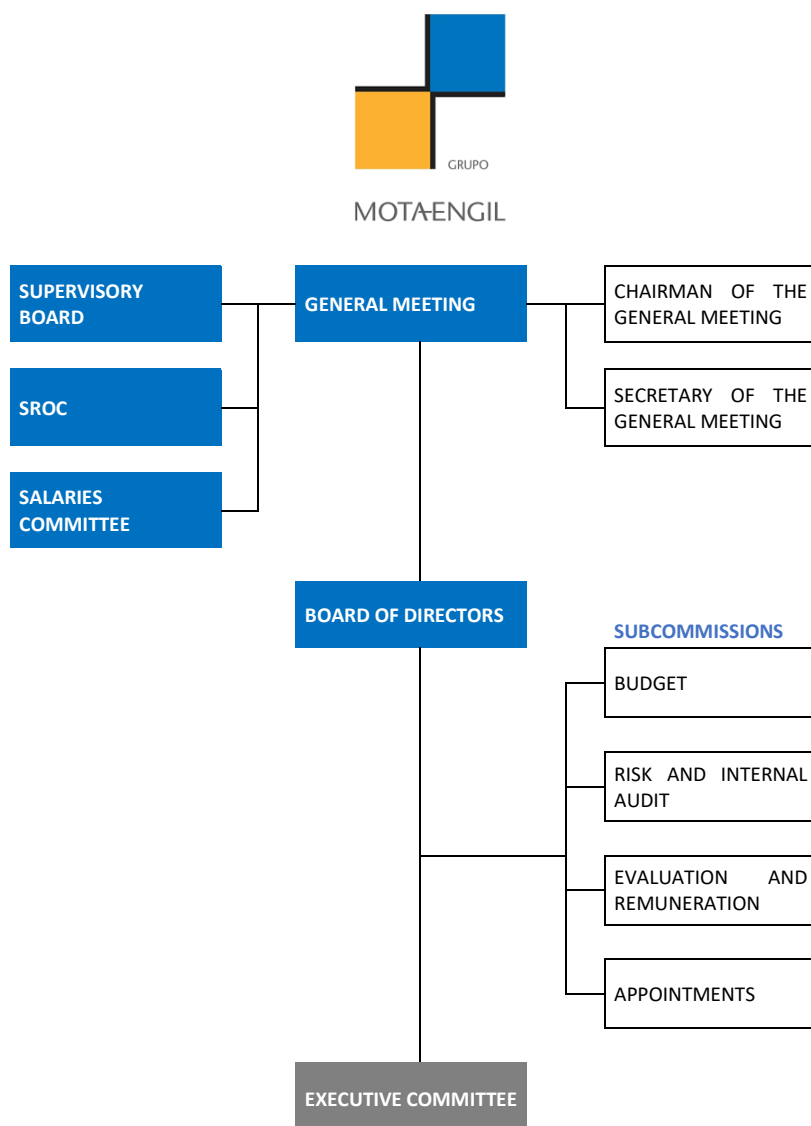 GRUPO
MOTA-ENGIL
SUPERVISORY
BOARD
GENERAL MEETING
CHAIRMAN OF THE
GENERAL MEETING
SROC
SECRETARY OF THE
GENERAL MEETING
SALARIES
COMMITTEE
BOARD OF DIRECTORS
SUBCOMMISSIONS
BUDGET
RISK AND INTERNAL
AUDIT
EVALUATION AND
REMUNERATION
APPOINTMENTS
EXECUTIVE COMMITTEE